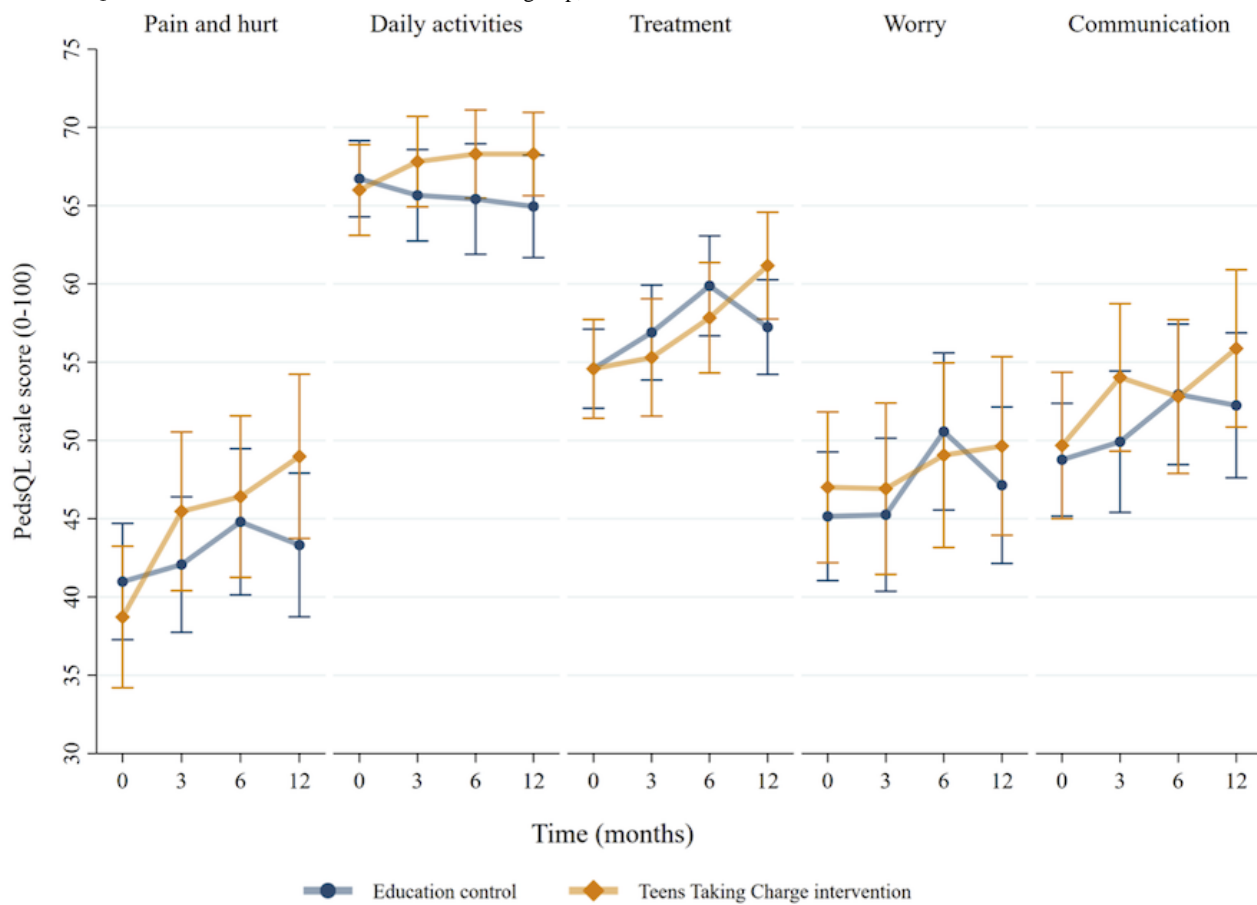 Pain and hurt Daily activities Treatment Worry Communication
75
70
65
60
55
50
45
40
35
30
PedsQL scale score (0-100)
0 3 6 12 0 3 6 12 0 3 6 12 0 3 6 12 0 3 6 12
Time (months)
Education control Teens Taking Charge intervention